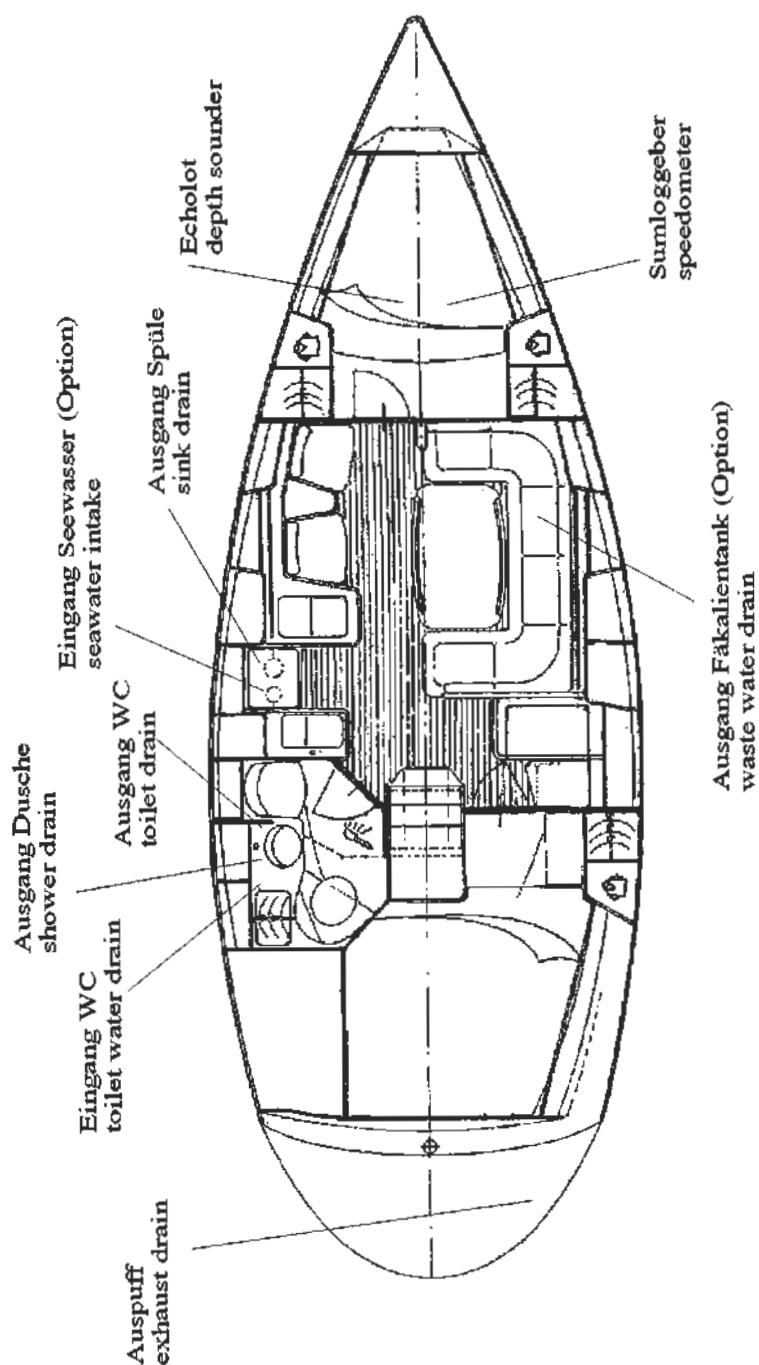 Auspuff
exhaust drain
Eingang WC
toilet water drain
Ausgang Dusche
shower drain
Ausgang WC
toilet drain
Eingang Seewasser (Option)
seawater intake
Ausgang Spüle
sink drain
Echolot
depth sounder
Ausgang Fäkalientank (Option)
waste water drain
Sumloggeber
speedometer